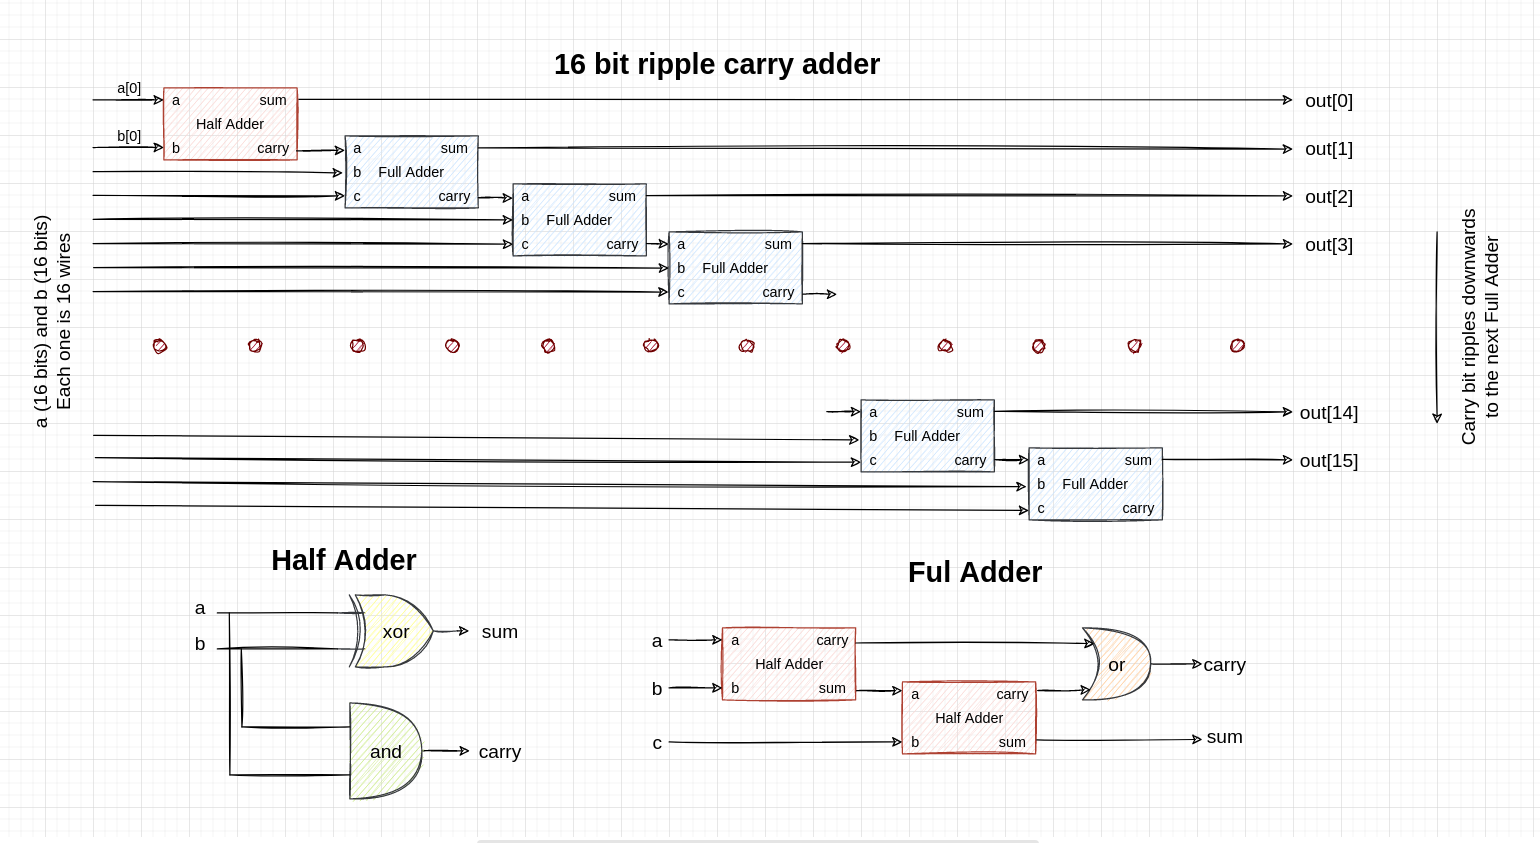 16 bit ripple carry adder
a[0]
a sum
Half Adder
b[0]
b carry
out[0]
a sum
b Full Adder
c carry
out[1]
a sum
b Full Adder
c carry
out[2]
a sum
b Full Adder
c carry
out[3]
a (16 bits) and b (16 bits)
Each one is 16 wires
Carry bit ripples downwards
to the next Full Adder
a sum
b Full Adder
c carry
out[14]
a sum
b Full Adder
c carry
out[15]
Half Adder
a
b
xor
sum
and
carry
Ful Adder
a
b
c
a carry
Half Adder
b sum
a carry
Half Adder
b sum
or
carry
sum